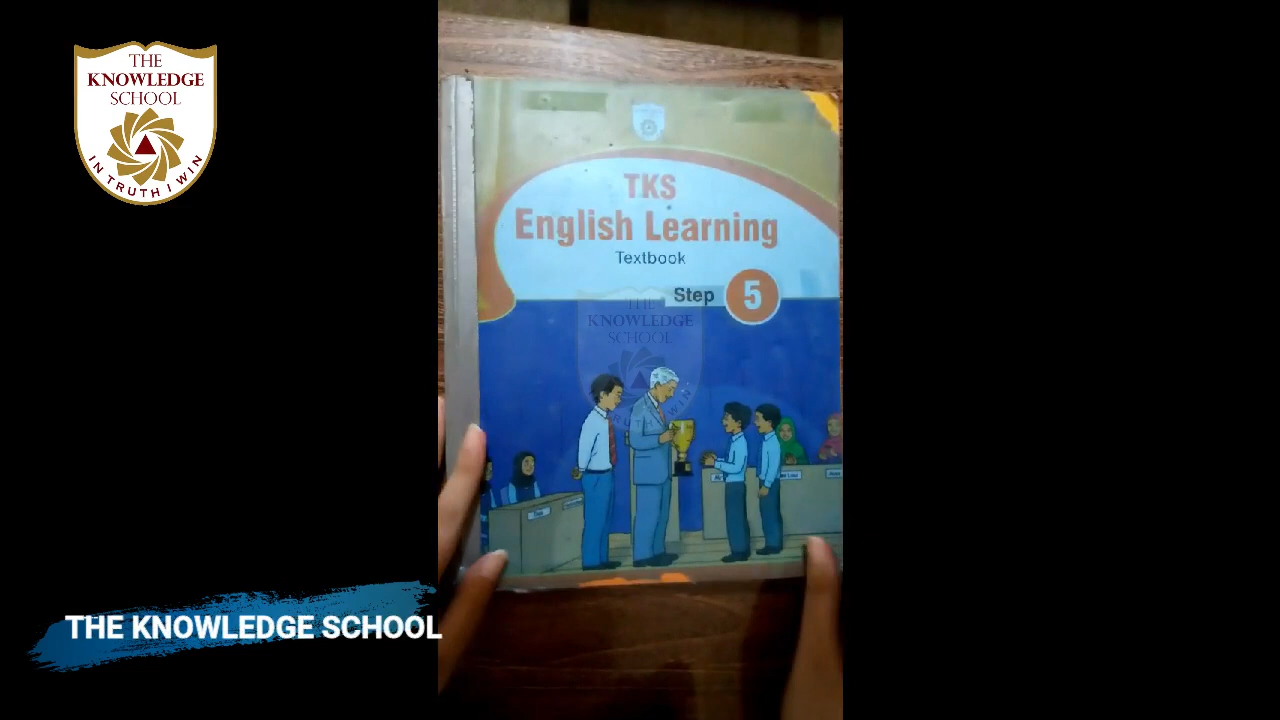 THE
KNOWLEDGE
SCHOOL
IN TRUTH I WIN
TKS
English Learning
Textbook
Step 5
THE
KNOWLEDGE
SCHOOL
THE KNOWLEDGE SCHOOL